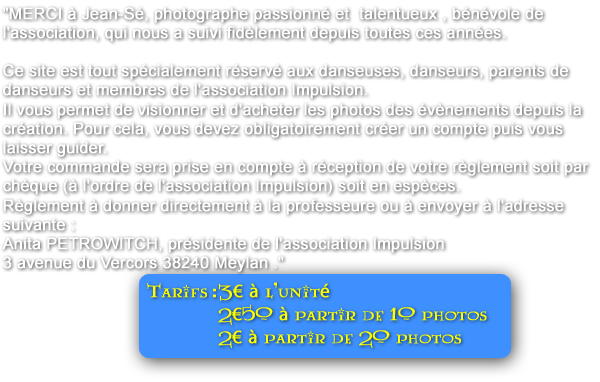 "MERCI à Jean-Sé, photographe passionné et talentueux , bénévole de
l'association, qui nous a suivi fidèlement depuis toutes ces années.
Ce site est tout spécialement réservé aux danseuses, danseurs, parents de
danseurs et membres de l'association Impulsion.
Il vous permet de visionner et d'acheter les photos des évènements depuis la
création. Pour cela, vous devez obligatoirement créer un compte puis vous
laisser guider.
Votre commande sera prise en compte à réception de votre règlement soit par
chèque (à l'ordre de l'association Impulsion) soit en espèces.
Règlement à donner directement à la professeure ou à envoyer à l'adresse
suivante :
Anita PETROWITCH, présidente de l'association Impulsion
3 avenue du Vercors 38240 Meylan ."
Tarifs : 3€ à l'unité
2€50 à partir de 10 photos
2€ à partir de 20 photos